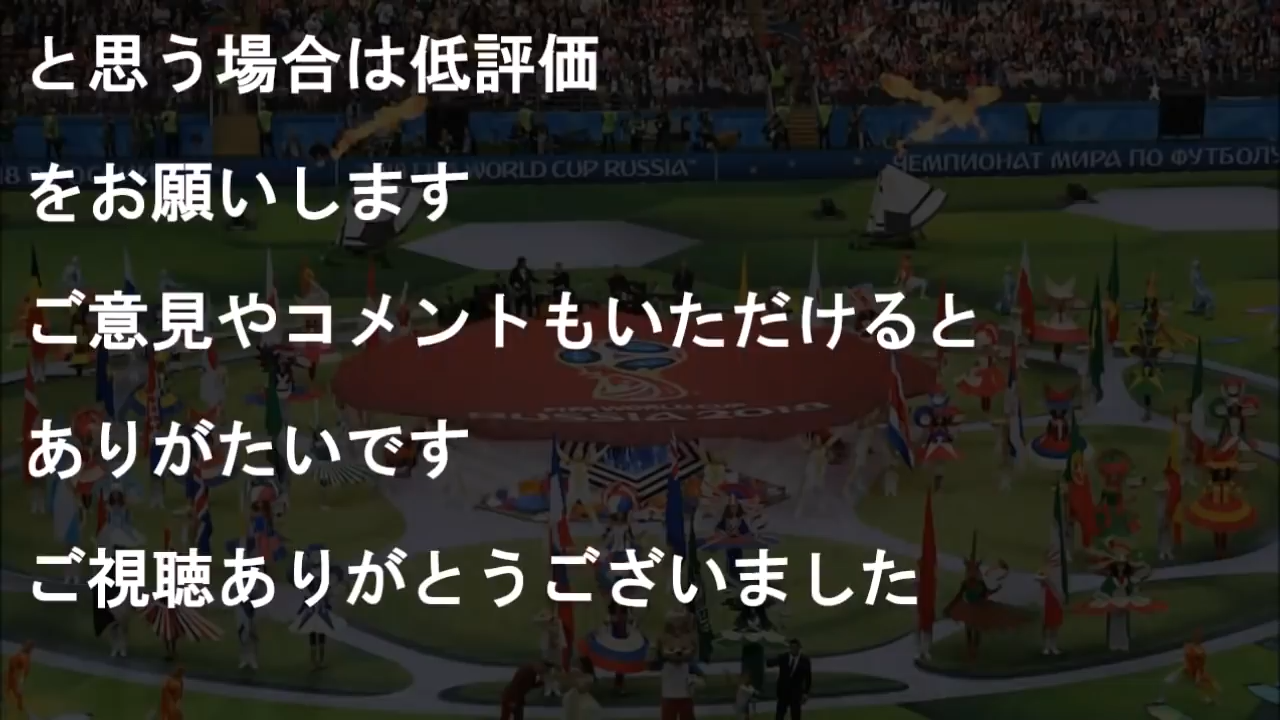 と思う場合は低評価
をお願いします
WORLD CUP RUSSIA
ЧЕМПИОНАТ МИРА ПО ФУТБОЛУ
ご意見やコメントもいただけると
RUSSIA 2018
ありがたいです
ご視聴ありがとうございました